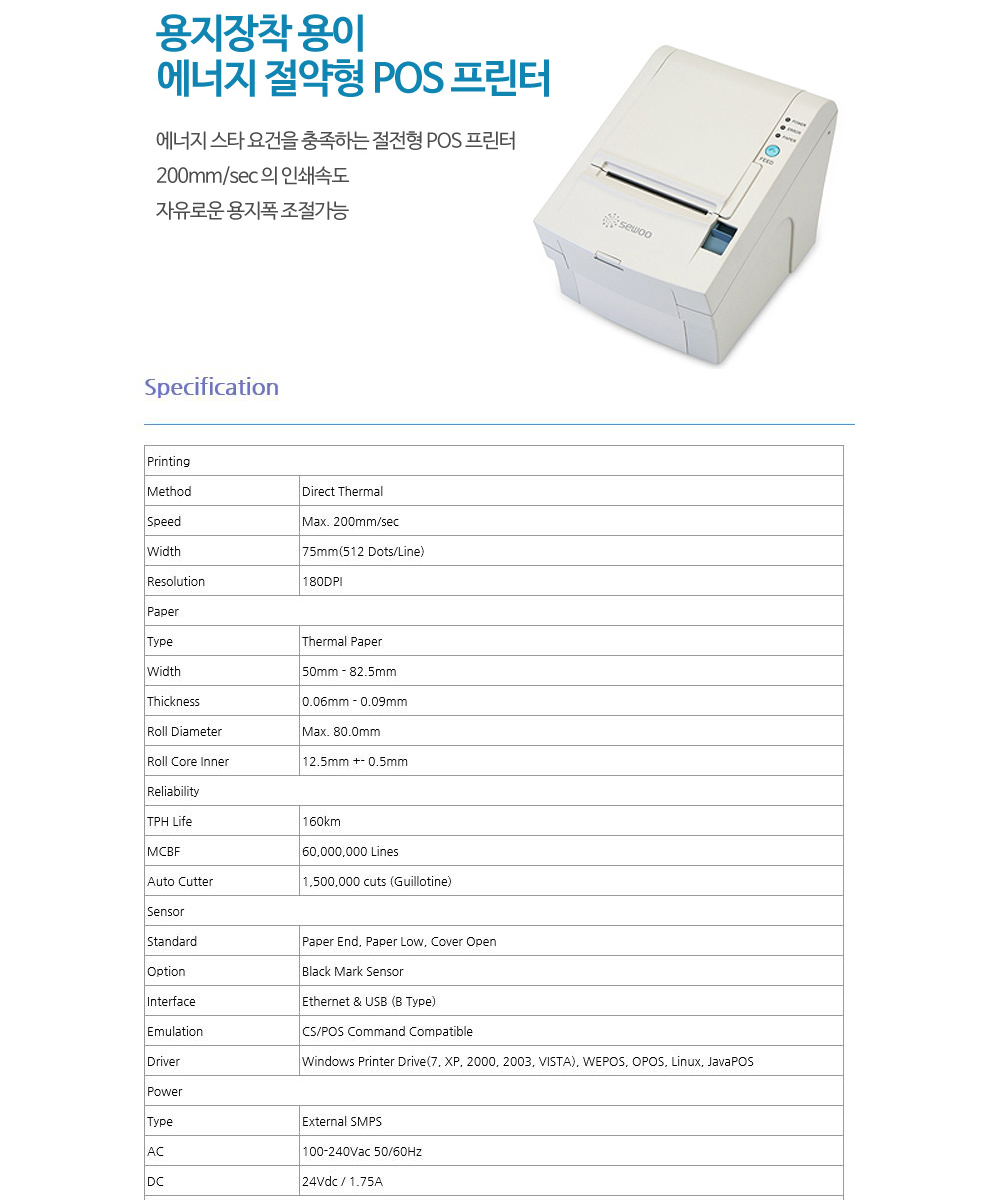 용지장착 용이
에너지 절약형 POS 프린터
에너지 스타 요건을 충족하는 절전형 POS 프린터
200mm/sec 의 인쇄속도
자유로운 용지폭 조절가능
POWER
ERROR
PAPER
FEED
sewoo
Specification
Printing
Method Direct Thermal
Speed Max. 200mm/sec
Width 75mm(512 Dots/Line)
Resolution 180DPI
Paper
Type Thermal Paper
Width 50mm - 82.5mm
Thickness 0.06mm - 0.09mm
Roll Diameter Max. 80.0mm
Roll Core Inner 12.5mm +- 0.5mm
Reliability
TPH Life 160km
MCBF 60,000,000 Lines
Auto Cutter 1,500,000 cuts (Guillotine)
Sensor
Standard Paper End, Paper Low, Cover Open
Option Black Mark Sensor
Interface Ethernet & USB (B Type)
Emulation CS/POS Command Compatible
Driver Windows Printer Drive(7, XP, 2000, 2003, VISTA), WEPOS, OPOS, Linux, JavaPOS
Power
Type External SMPS
AC 100-240Vac 50/60Hz
DC 24Vdc / 1.75A